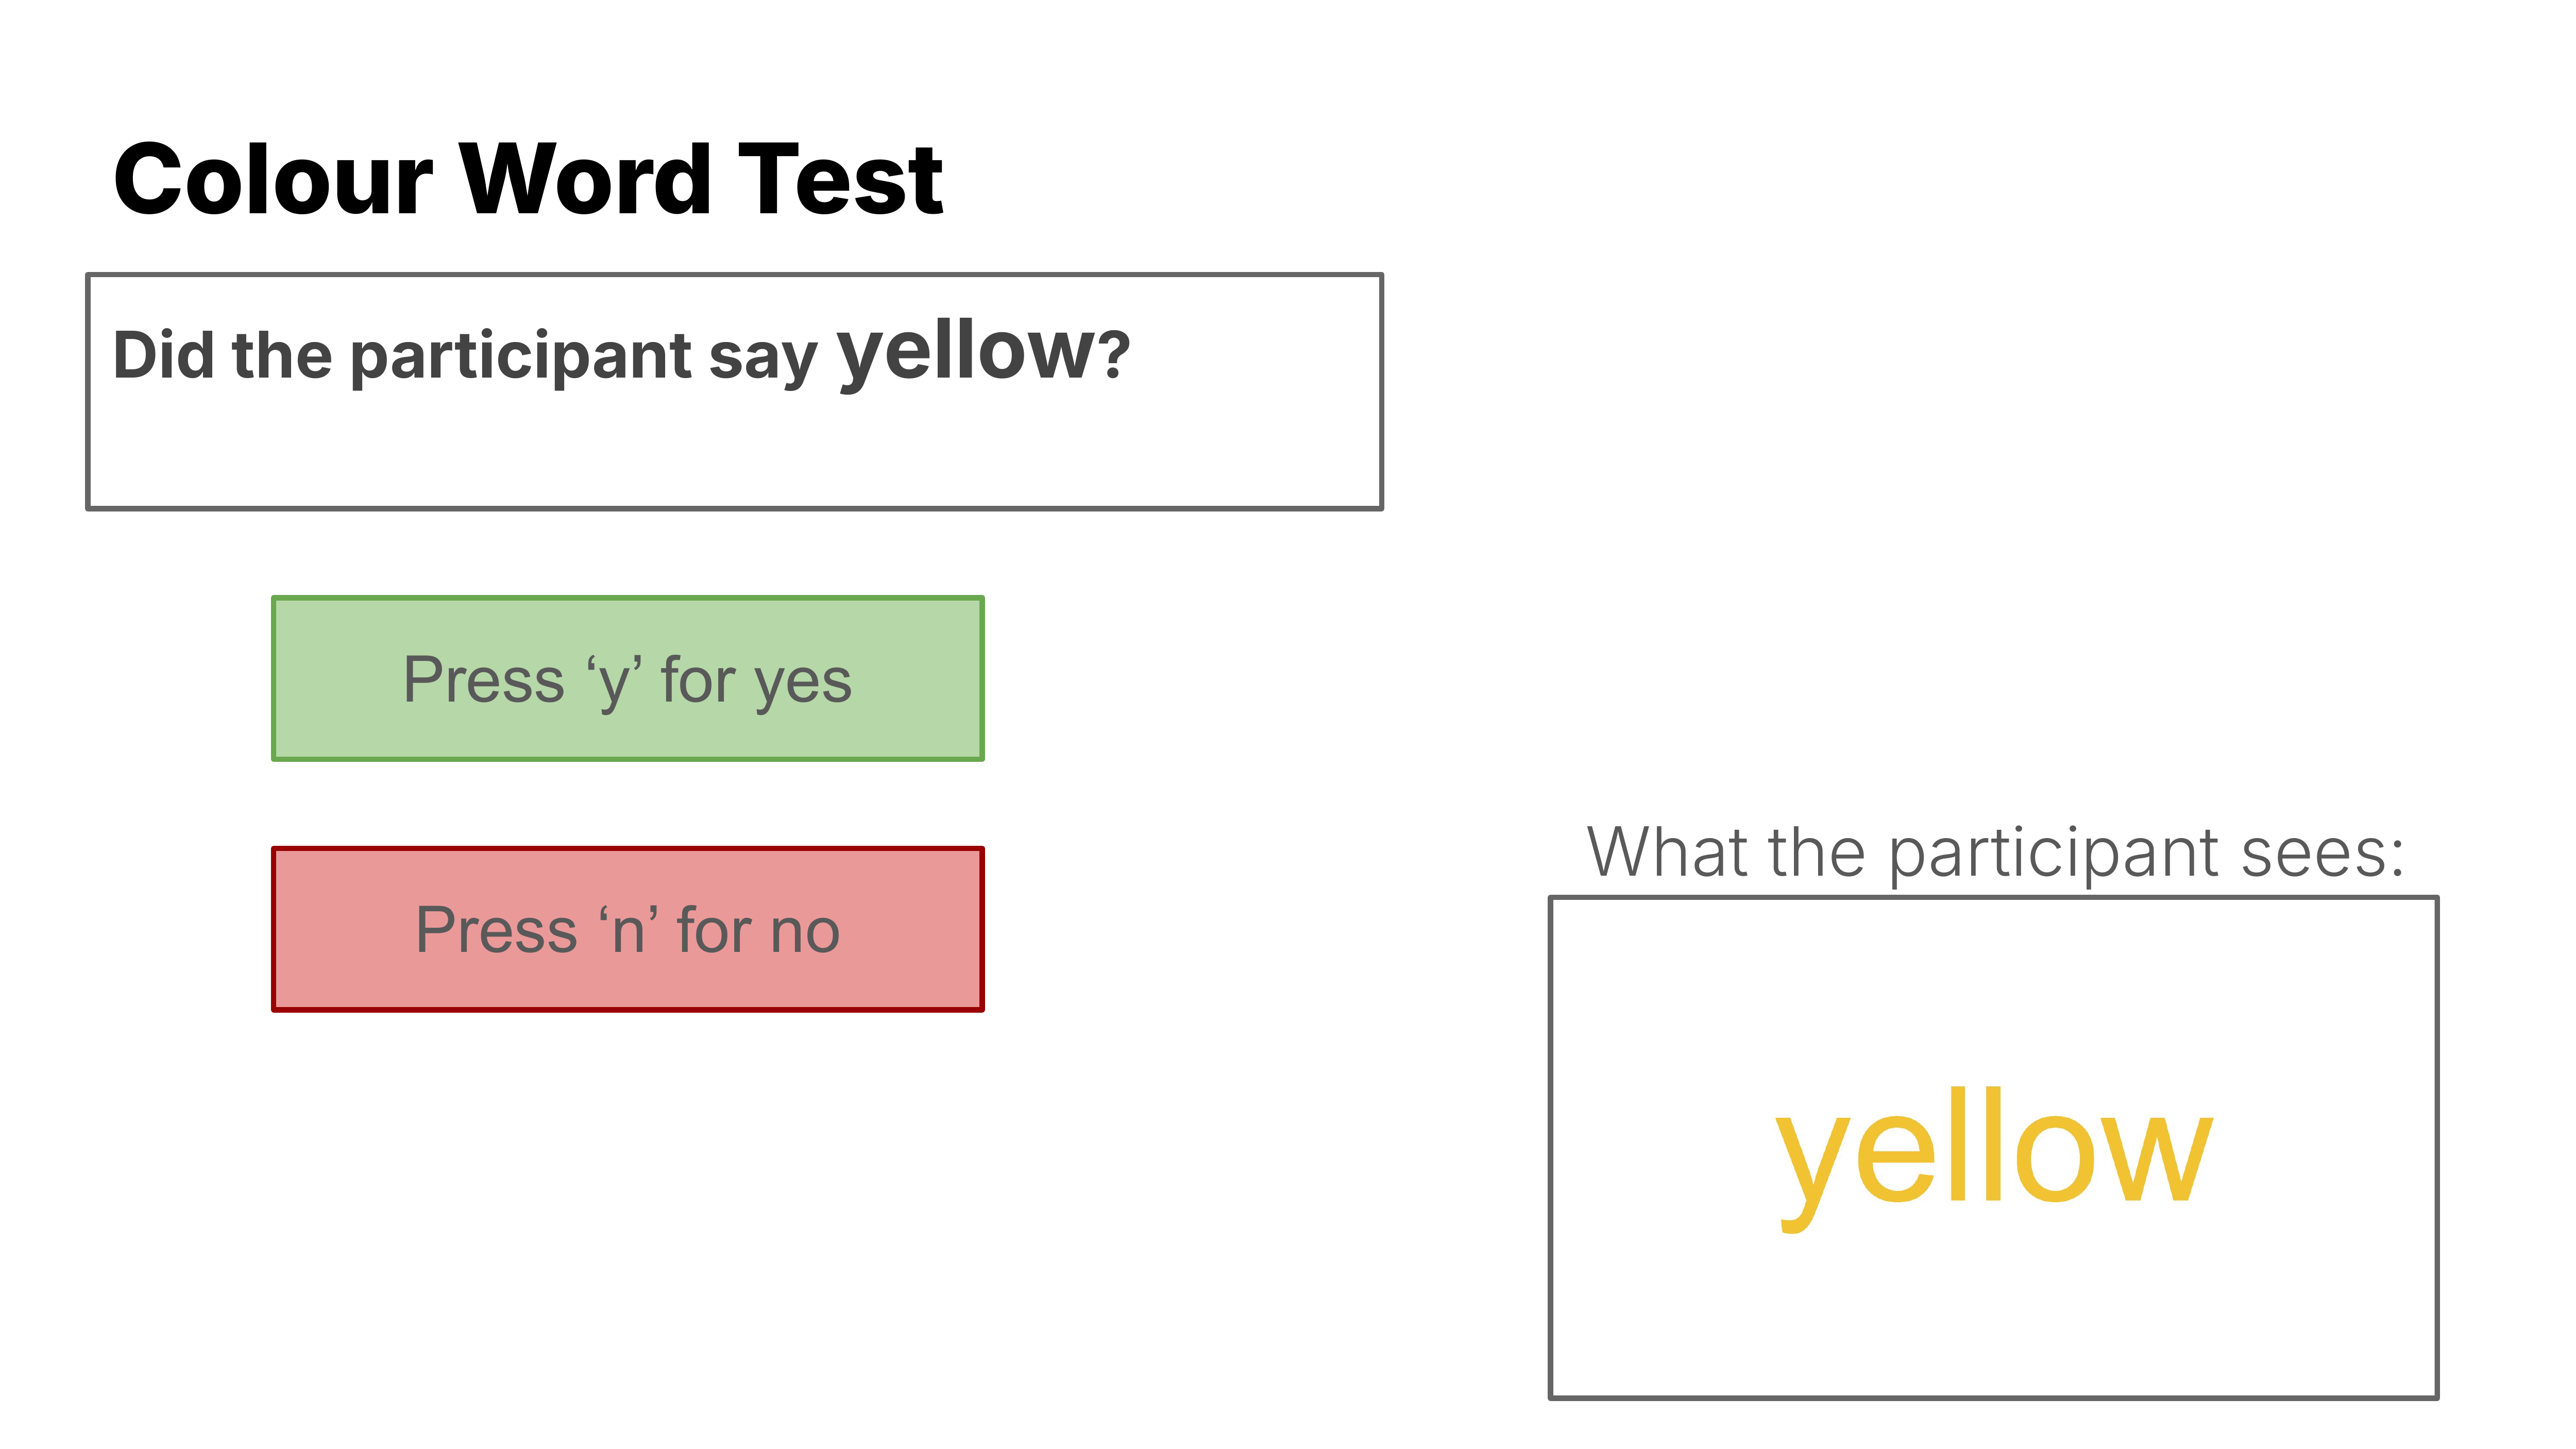 Colour Word Test
Did the participant say yellow?
Press ‘y’ for yes
Press ‘n’ for no
What the participant sees:
yellow